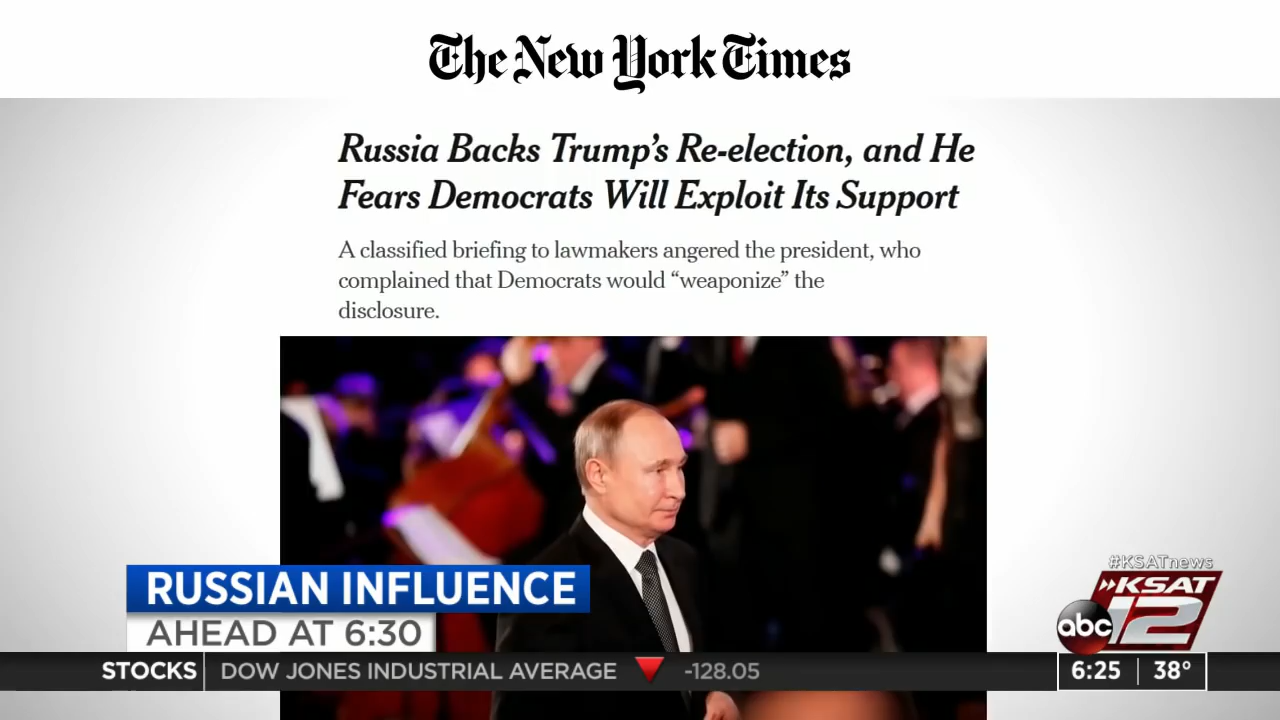 The New York Times
Russia Backs Trump's Re-election, and He
Fears Democrats Will Exploit Its Support
A classified briefing to lawmakers angered the president, who
complained that Democrats would “weaponize” the
disclosure.
RUSSIAN INFLUENCE
AHEAD AT 6:30
#KSATnews
KSAT
abc 12
STOCKS DOW JONES INDUSTRIAL AVERAGE -128.05
6:25 38°